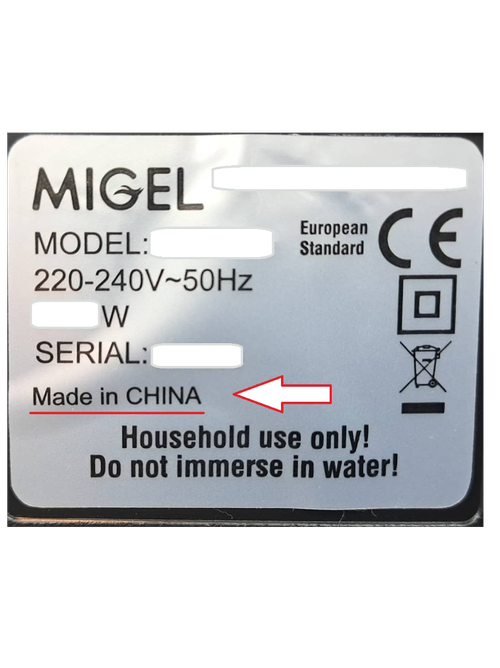 MIGEL
MODEL:
European
Standard
CE
220-240V~50Hz
W
SERIAL:
Made in CHINA
Household use only!
Do not immerse in water!